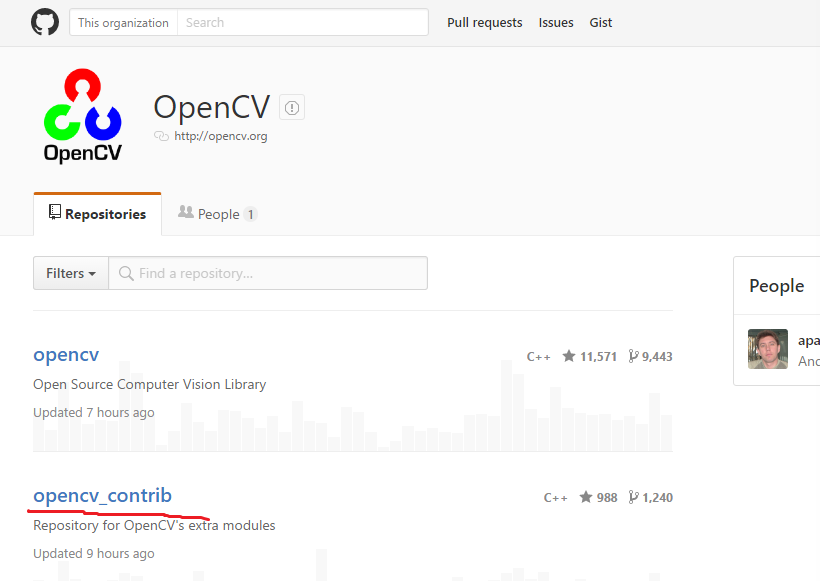 This organization Search Pull requests Issues Gist
OpenCV
OpenCV
http://opencv.org
Repositories People 1
Filters Find a repository...
People
opencv C++ 11,571 9,443
Open Source Computer Vision Library
Updated 7 hours ago
apa
And
opencv_contrib C++ 988 1,240
Repository for OpenCV's extra modules
Updated 9 hours ago